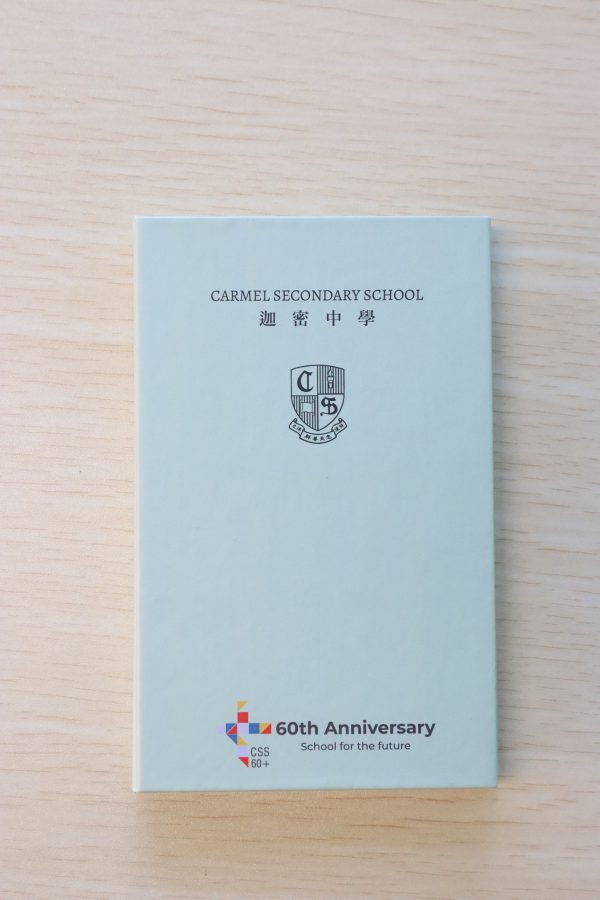 CARMEL SECONDARY SCHOOL
迦密中學
C
S
60th Anniversary
School for the future
CSS
60+